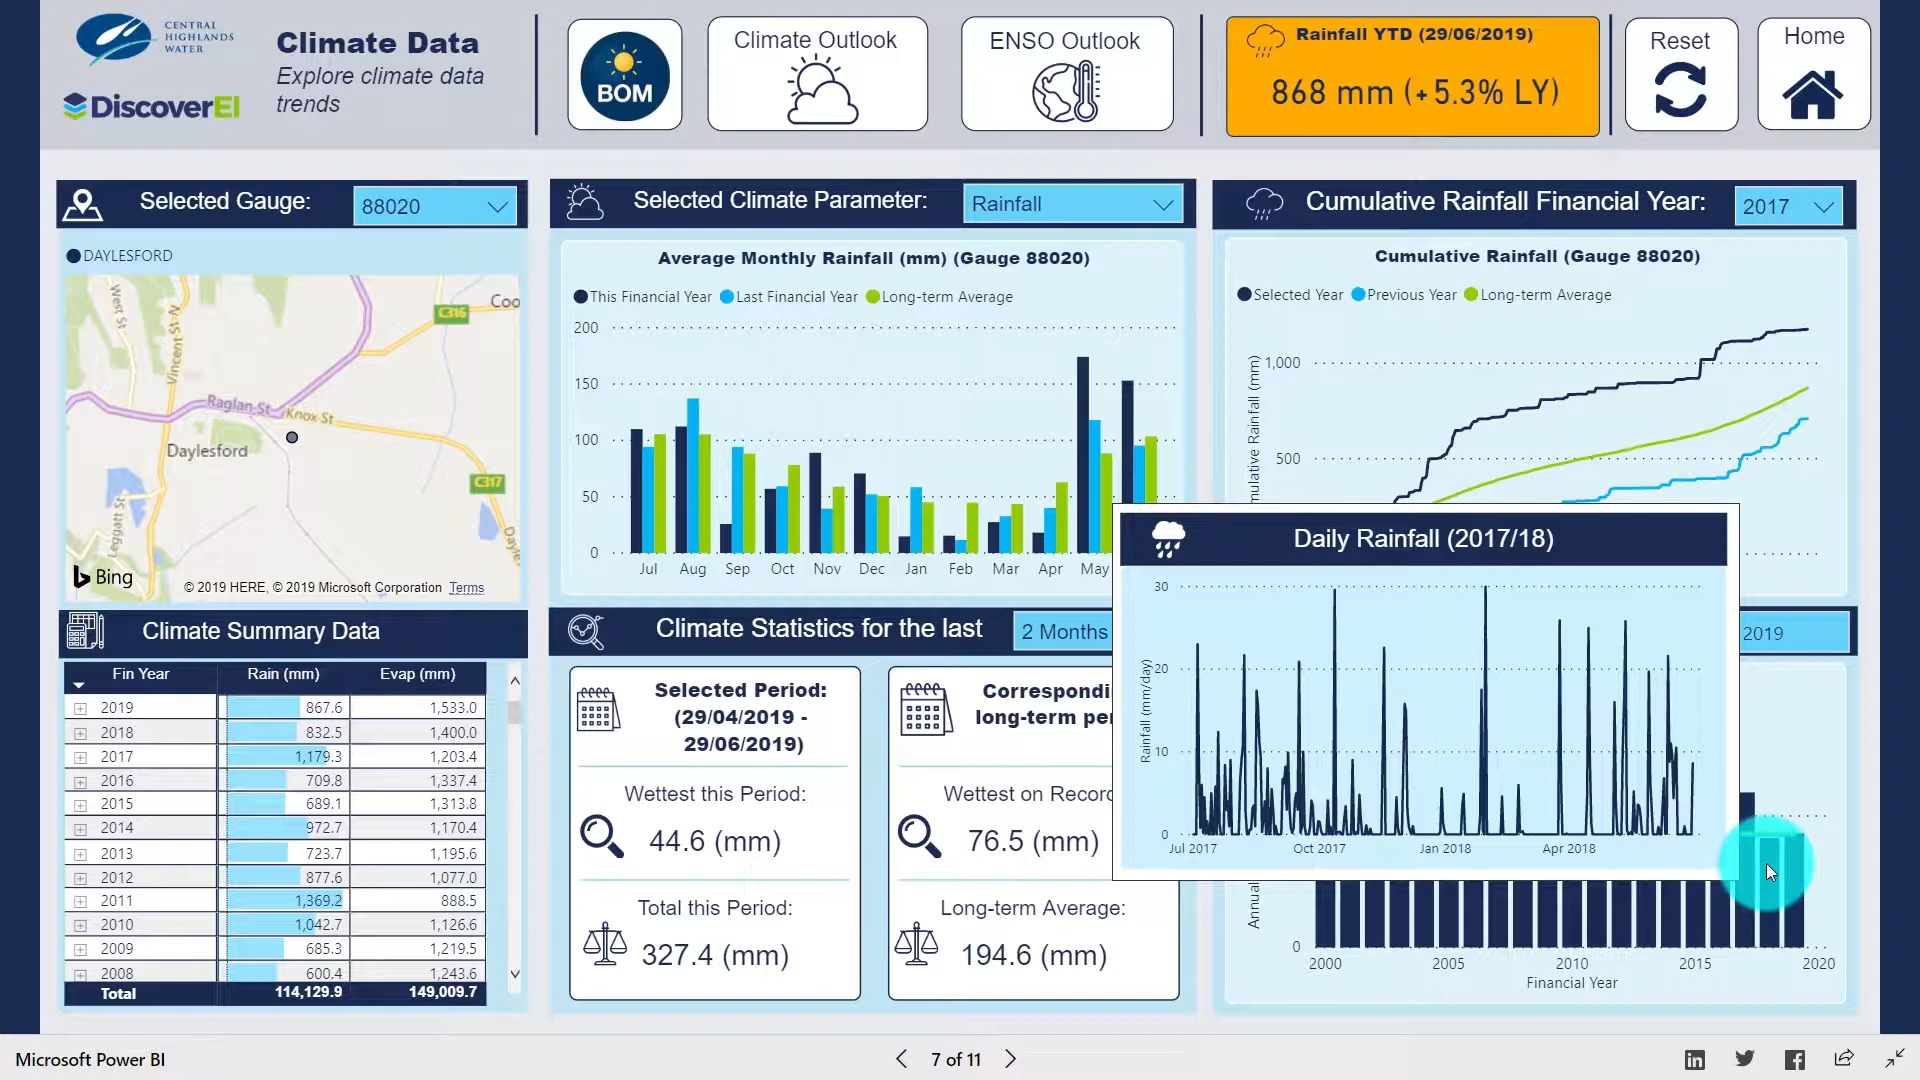 CENTRAL
HIGHLANDS
WATER
DiscoverEI
Climate Data
Explore climate data
trends
BOM
Climate Outlook
ENSO Outlook
Rainfall YTD (29/06/2019)
868 mm (+5.3% LY)
Reset
Home
Selected Gauge:
88020
DAYLESFORD
West St
Vincent St-N
Raglan-St
Knox-St
Daylesford
Leggatt St
Coo
C316
C317
Dayle
Bing
© 2019 HERE, © 2019 Microsoft Corporation Terms
Selected Climate Parameter:
Rainfall
Average Monthly Rainfall (mm) (Gauge 88020)
This Financial Year Last Financial Year Long-term Average
200
150
100
50
0
Jul Aug Sep Oct Nov Dec Jan Feb Mar Apr May
Cumulative Rainfall Financial Year:
2017
Cumulative Rainfall (Gauge 88020)
Selected Year Previous Year Long-term Average
mulative Rainfall (mm)
1,000
500
Climate Summary Data
Fin Year Rain (mm) Evap (mm)
2019 867.6 1,533.0
2018 832.5 1,400.0
2017 1,179.3 1,203.4
2016 709.8 1,337.4
2015 689.1 1,313.8
2014 972.7 1,170.4
2013 723.7 1,195.6
2012 877.6 1,077.0
2011 1,369.2 888.5
2010 1,042.7 1,126.6
2009 685.3 1,219.5
2008 600.4 1,243.6
Total 114,129.9 149,009.7
Climate Statistics for the last
2 Months
Selected Period:
(29/04/2019 -
29/06/2019)
Wettest this Period:
44.6 (mm)
Total this Period:
327.4 (mm)
Correspondi
long-term pe
Wettest on Record
76.5 (mm)
Long-term Average:
194.6 (mm)
Daily Rainfall (2017/18)
Rainfall (mm/day)
30
20
10
0
Jul 2017 Oct 2017 Jan 2018 Apr 2018
2019
Annual
0
2000 2005 2010 2015 2020
Financial Year
Microsoft Power BI
7 of 11